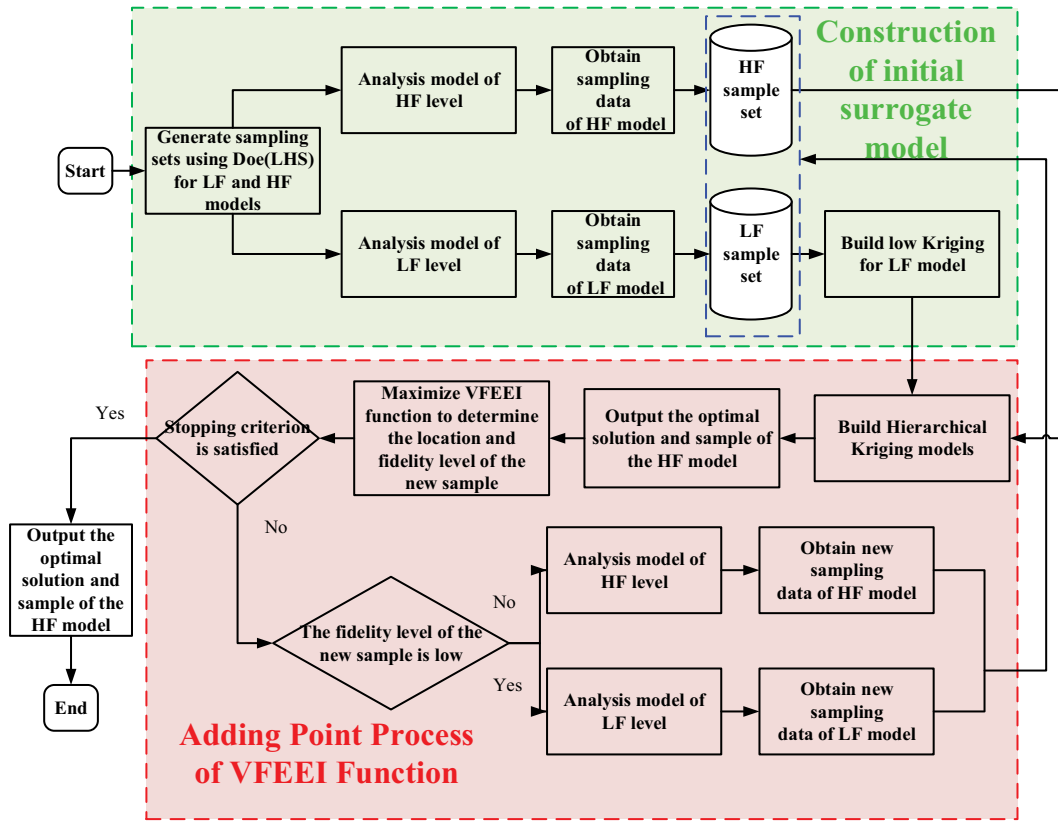 Construction
of initial
surrogate
model
Start
Generate sampling
sets using Doe(LHS)
for LF and HF
models
Analysis model of
HF level
Obtain
sampling
data
of HF model
HF
sample
set
Analysis model of
LF level
Obtain
sampling
data
of LF model
LF
sample
set
Build low Kriging
for LF model
Build Hierarchical
Kriging models
Output the optimal
solution and sample of
the HF model
Maximize VFEEI
function to determine
the location and
fidelity level of the
new sample
Stopping criterion
is satisfied
Yes
No
Output the
optimal
solution and
sample of the
HF model
End
The fidelity level of the
new sample is low
No
Yes
Analysis model of
HF level
Obtain new
sampling
data of HF model
Analysis model of
LF level
Obtain new
sampling
data of LF model
Adding Point Process
of VFEEI Function